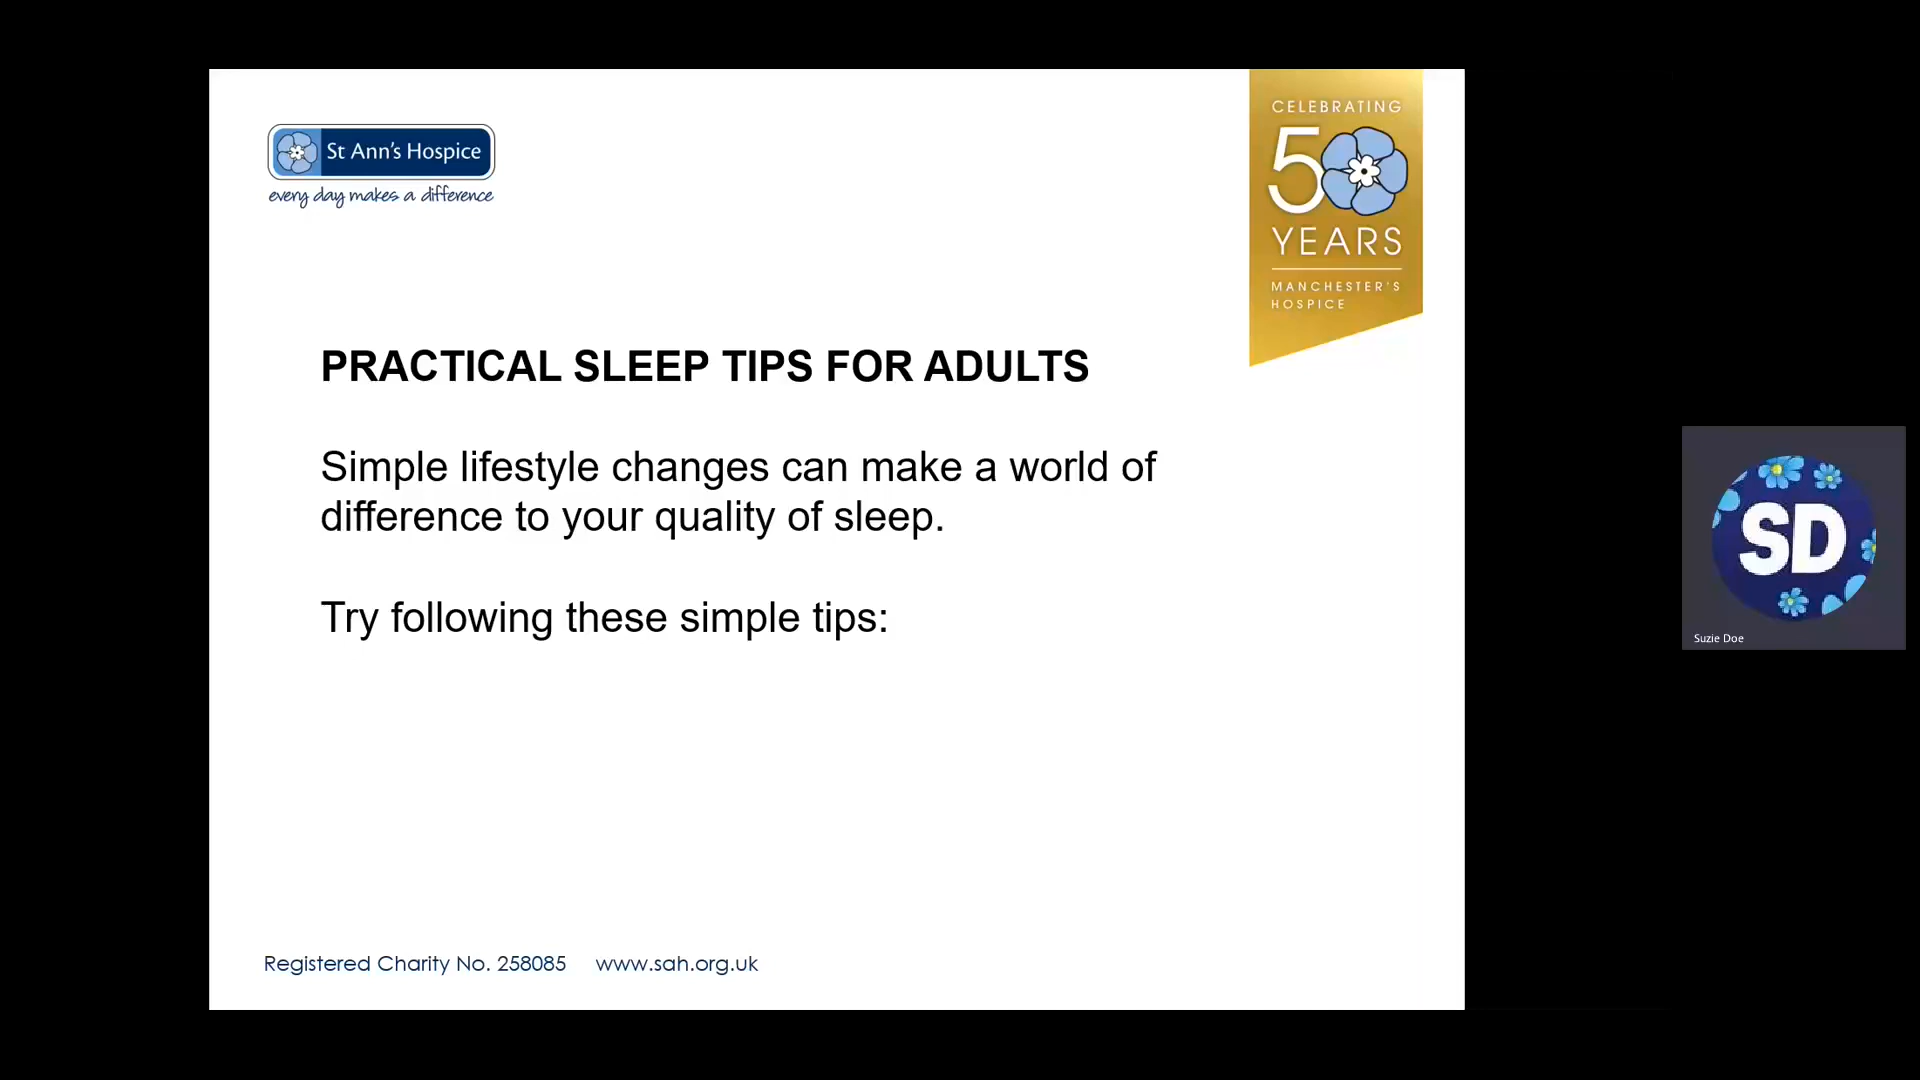 St Ann's Hospice
every day makes a difference
CELEBRATING
50
YEARS
MANCHESTER'S
HOSPICE
PRACTICAL SLEEP TIPS FOR ADULTS
Simple lifestyle changes can make a world of
difference to your quality of sleep.
Try following these simple tips:
SD
Suzie Doe
Registered Charity No. 258085 www.sah.org.uk